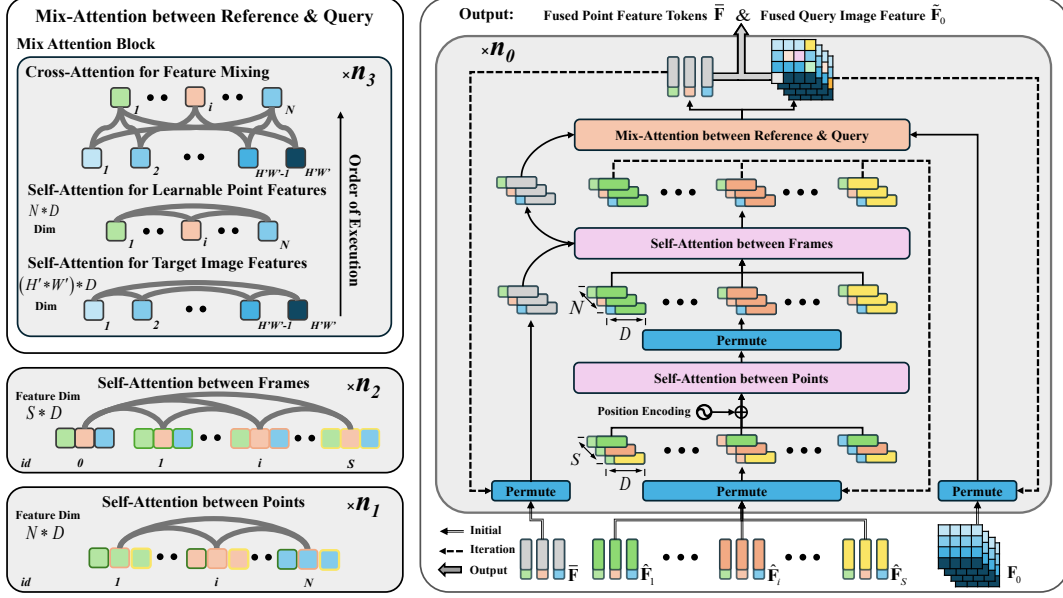 Mix-Attention between Reference & Query
Mix Attention Block
Cross-Attention for Feature Mixing
×n3
1
i
N
1
2
H'W'-1
H'W'
Self-Attention for Learnable Point Features
N*D
Dim
1
i
N
Self-Attention for Target Image Features
(H'*W')*D
Dim
1
2
H'W'-1
H'W'
Order of Execution
Self-Attention between Frames
×n2
Feature Dim
S*D
id
0
1
i
S
Self-Attention between Points
×n1
Feature Dim
N*D
id
1
i
N
Output: Fused Point Feature Tokens F̄ & Fused Query Image Feature F̃0
×n0
Mix-Attention between Reference & Query
Self-Attention between Frames
N
D
Permute
Self-Attention between Points
Position Encoding
S
D
Permute
Permute
Permute
Initial
Iteration
Output
F̄
F̂1
F̂i
F̂S
F0